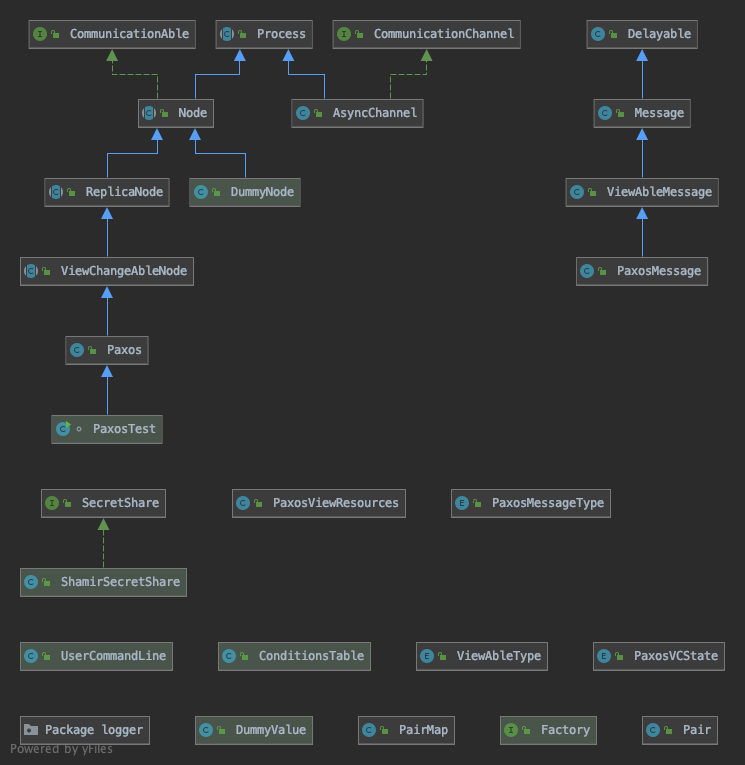 CommunicationAble
Process
CommunicationChannel
Delayable
Node
AsyncChannel
Message
ReplicaNode
DummyNode
ViewAbleMessage
ViewChangeAbleNode
PaxosMessage
Paxos
PaxosTest
SecretShare
PaxosViewResources
PaxosMessageType
ShamirSecretShare
UserCommandLine
ConditionsTable
ViewAbleType
PaxosVCState
Package logger
DummyValue
PairMap
Factory
Pair
Powered by yFiles